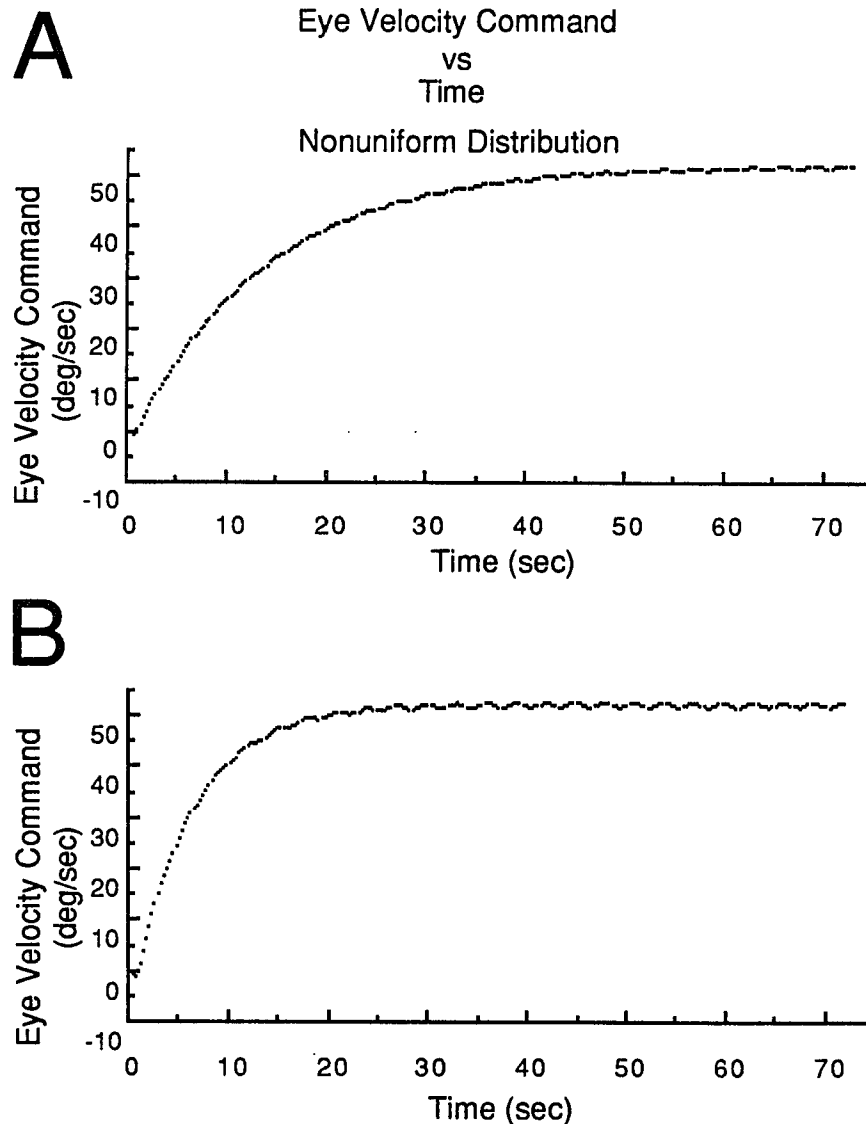 A
Eye Velocity Command
vs
Time
Nonuniform Distribution
Eye Velocity Command
(deg/sec)
50
40
30
20
10
0
-10
0 10 20 30 40 50 60 70
Time (sec)
B
Eye Velocity Command
(deg/sec)
50
40
30
20
10
0
-10
0 10 20 30 40 50 60 70
Time (sec)